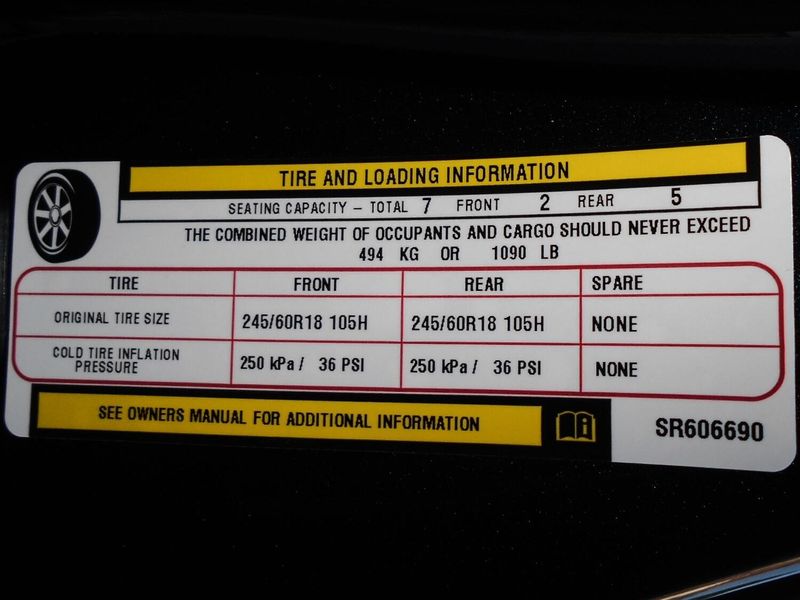 TIRE AND LOADING INFORMATION
SEATING CAPACITY – TOTAL 7 FRONT 2 REAR 5
THE COMBINED WEIGHT OF OCCUPANTS AND CARGO SHOULD NEVER EXCEED
494 KG OR 1090 LB
TIRE FRONT REAR SPARE
ORIGINAL TIRE SIZE 245/60R18 105H 245/60R18 105H NONE
COLD TIRE INFLATION
PRESSURE 250 kPa / 36 PSI 250 kPa / 36 PSI NONE
SEE OWNERS MANUAL FOR ADDITIONAL INFORMATION
SR606690